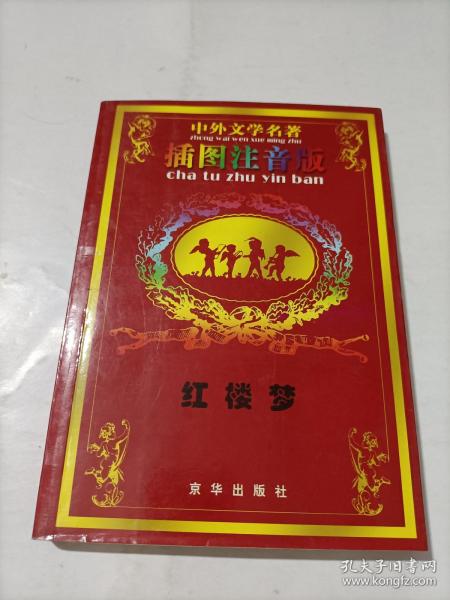 中外文学名著
zhong wai wen xue ming zhu
插图注音版
cha tu zhu yin ban
红楼梦
京华出版社
孔夫子旧书网
www.kongfz.com